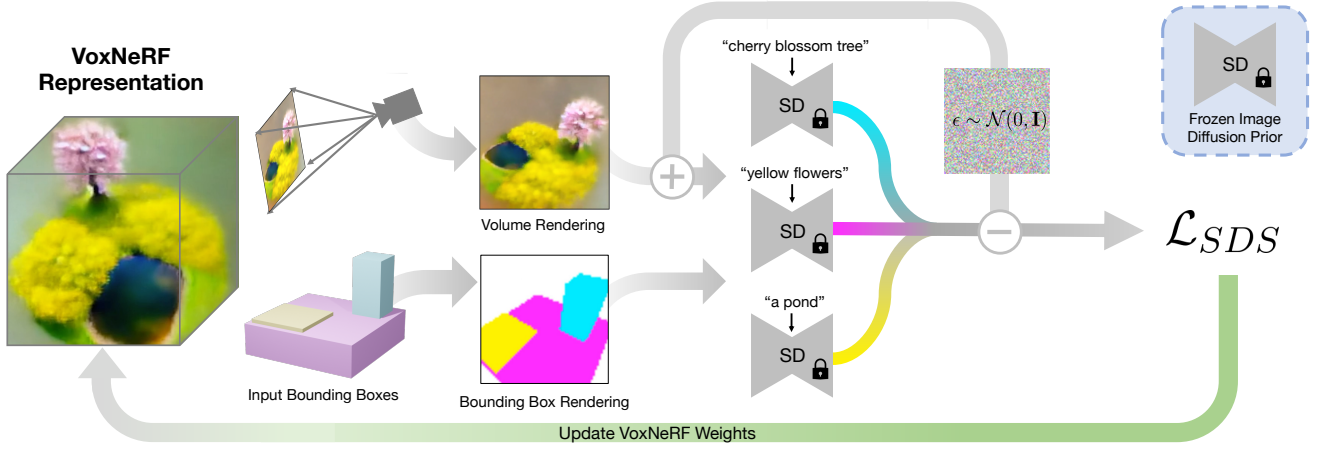 VoxNeRF
Representation
Volume Rendering
Input Bounding Boxes
Bounding Box Rendering
“cherry blossom tree”
SD
“yellow flowers”
SD
“a pond”
SD
ϵ ∼ 𝒩(0, I)
SD
Frozen Image
Diffusion Prior
ℒSDS
Update VoxNeRF Weights